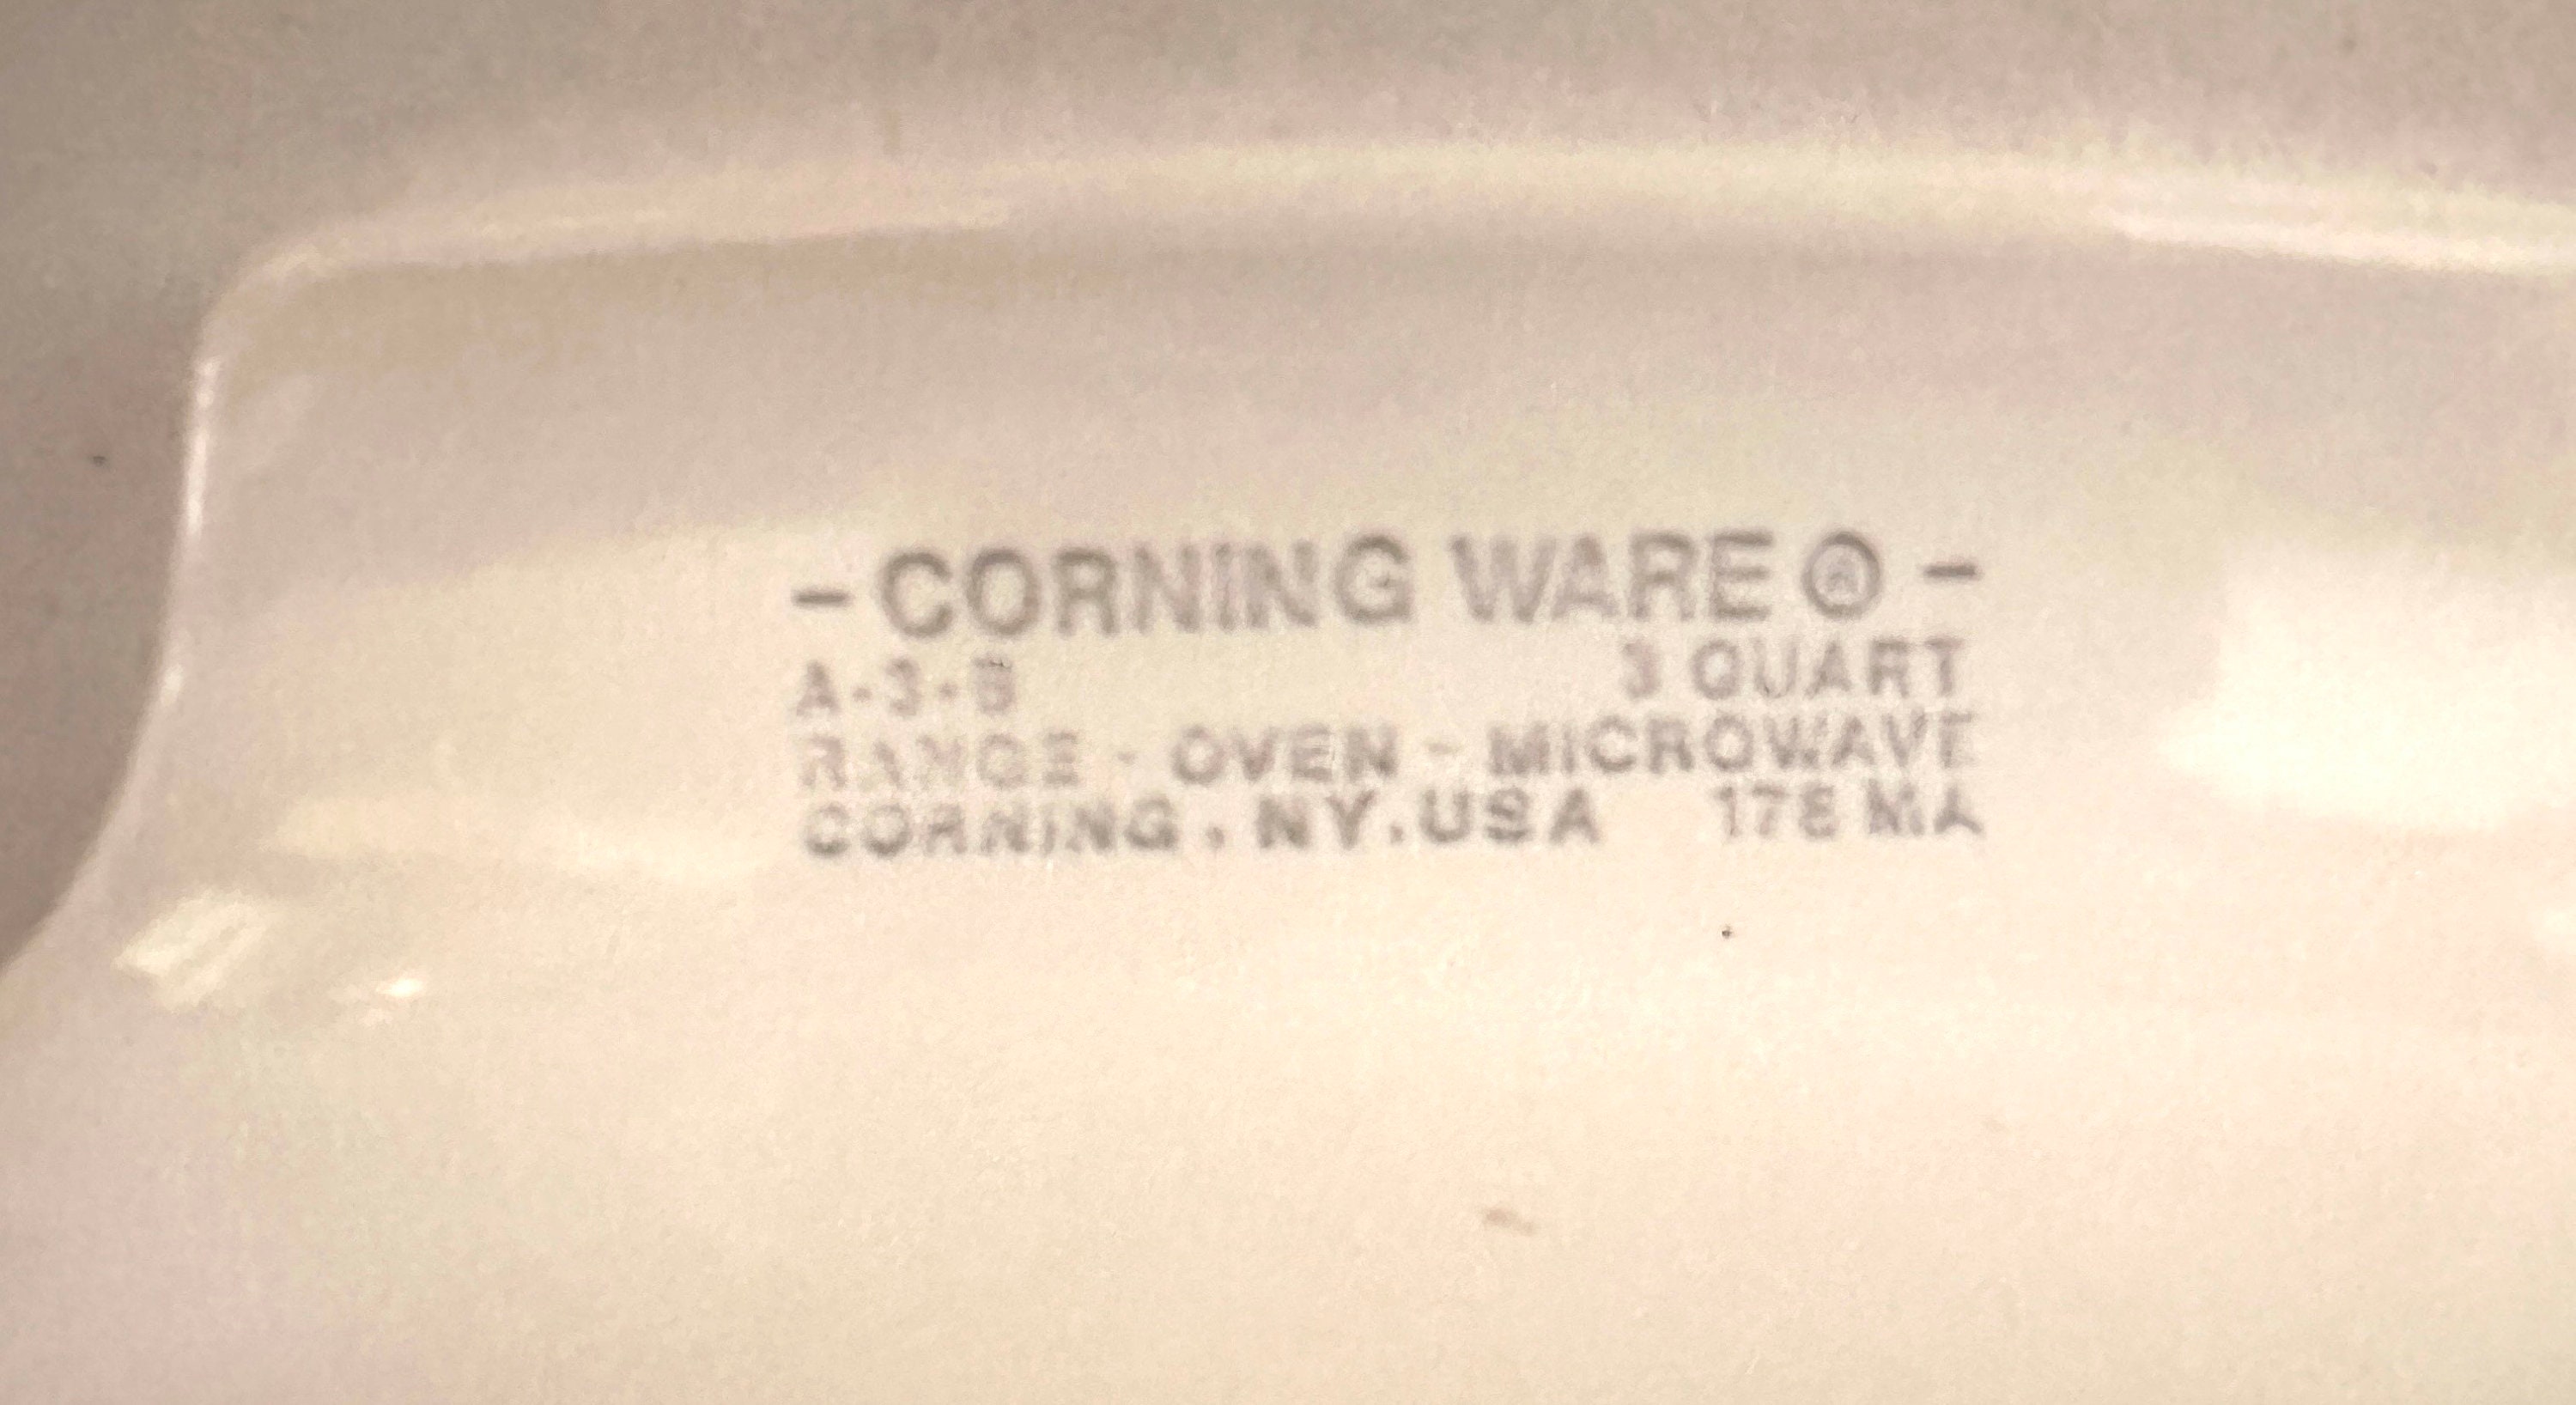 - CORNING WARE ® -
A-3-B 3 QUART
RANGE - OVEN - MICROWAVE
CORNING, NY, USA 178 MA